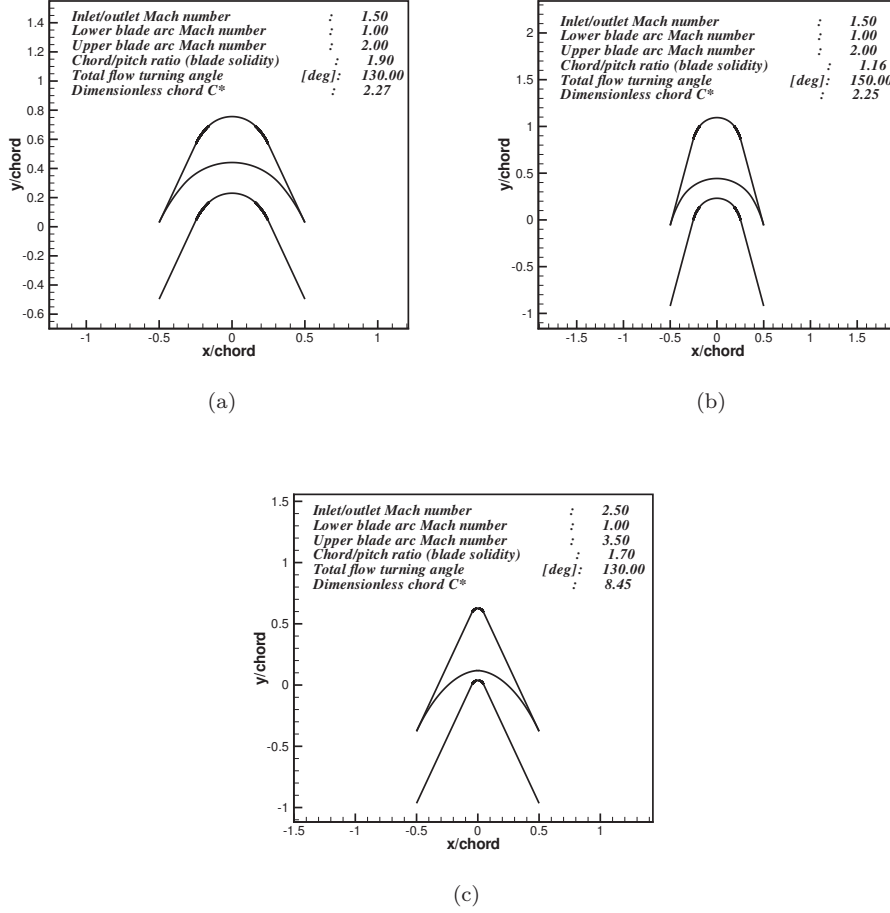 Inlet/outlet Mach number : 1.50
Lower blade arc Mach number : 1.00
Upper blade arc Mach number : 2.00
Chord/pitch ratio (blade solidity) : 1.90
Total flow turning angle [deg]: 130.00
Dimensionless chord C* : 2.27
y/chord
1.4
1.2
1
0.8
0.6
0.4
0.2
0
-0.2
-0.4
-0.6
-1 -0.5 0 0.5 1
x/chord
(a)
Inlet/outlet Mach number : 1.50
Lower blade arc Mach number : 1.00
Upper blade arc Mach number : 2.00
Chord/pitch ratio (blade solidity) : 1.16
Total flow turning angle [deg]: 150.00
Dimensionless chord C* : 2.25
y/chord
2
1.5
1
0.5
0
-0.5
-1
-1.5 -1 -0.5 0 0.5 1 1.5
x/chord
(b)
Inlet/outlet Mach number : 2.50
Lower blade arc Mach number : 1.00
Upper blade arc Mach number : 3.50
Chord/pitch ratio (blade solidity) : 1.70
Total flow turning angle [deg]: 130.00
Dimensionless chord C* : 8.45
y/chord
1.5
1
0.5
0
-0.5
-1
-1.5 -1 -0.5 0 0.5 1
x/chord
(c)